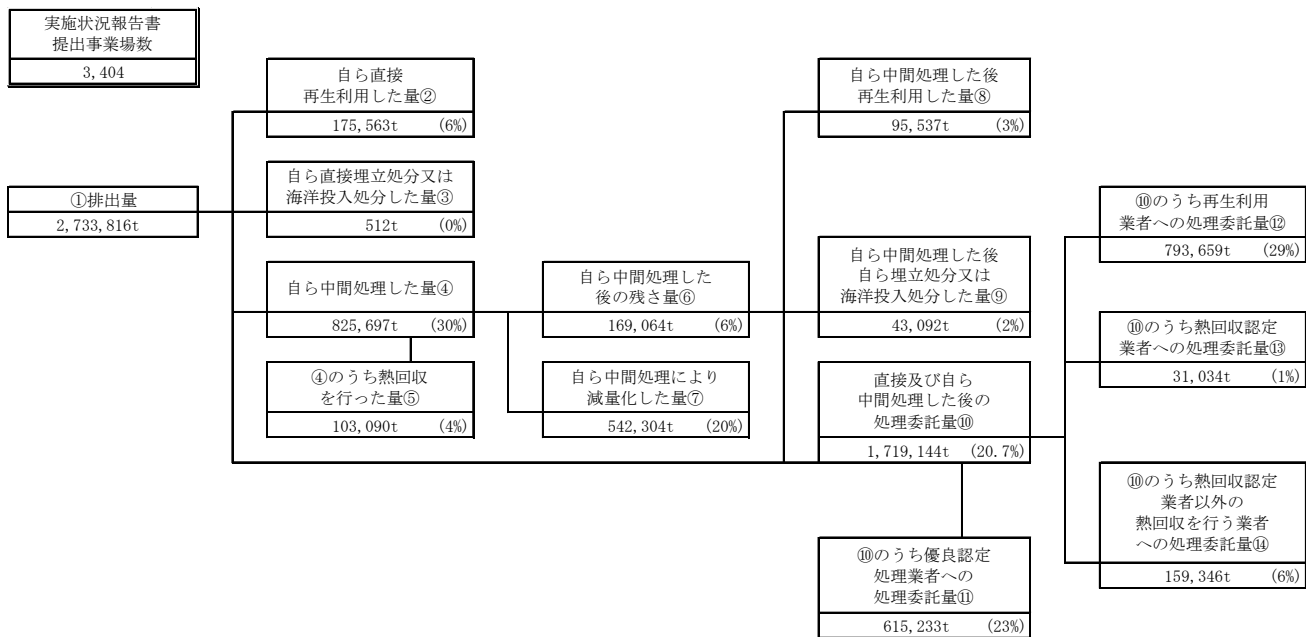 実施状況報告書
提出事業場数
3,404
自ら直接
再生利用した量②
175,563t (6%)
自ら中間処理した後
再生利用した量⑧
95,537t (3%)
①排出量
2,733,816t
自ら直接埋立処分又は
海洋投入処分した量③
512t (0%)
⑩のうち再生利用
業者への処理委託量⑫
793,659t (29%)
自ら中間処理した量④
825,697t (30%)
自ら中間処理した
後の残さ量⑥
169,064t (6%)
自ら中間処理した後
自ら埋立処分又は
海洋投入処分した量⑨
43,092t (2%)
⑩のうち熱回収認定
業者への処理委託量⑬
31,034t (1%)
④のうち熱回収
を行った量⑤
103,090t (4%)
自ら中間処理により
減量化した量⑦
542,304t (20%)
直接及び自ら
中間処理した後の
処理委託量⑩
1,719,144t (20.7%)
⑩のうち熱回収認定
業者以外の
熱回収を行う業者
への処理委託量⑭
159,346t (6%)
⑩のうち優良認定
処理業者への
処理委託量⑪
615,233t (23%)